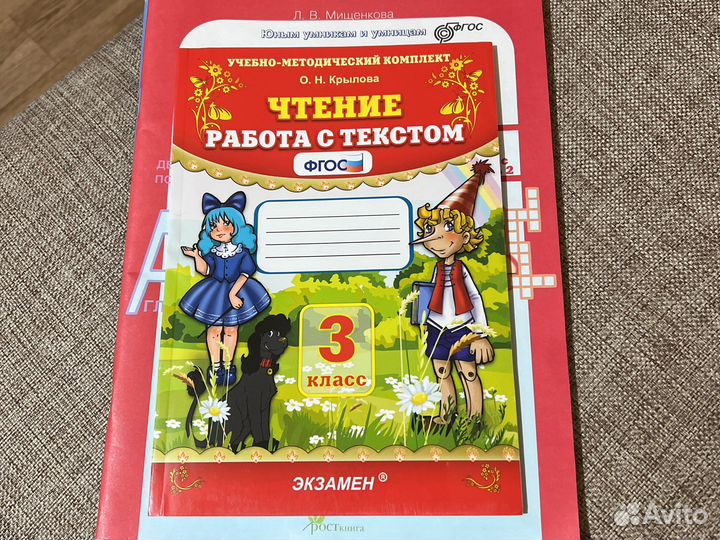 Л. В. Мищенкова
Юным умникам и умницам
ФГОС
УЧЕБНО-МЕТОДИЧЕСКИЙ КОМПЛЕКТ
О. Н. Крылова
ЧТЕНИЕ
РАБОТА С ТЕКСТОМ
ФГОС
3
класс
ЭКЗАМЕН®
РОСТкнига
Avito